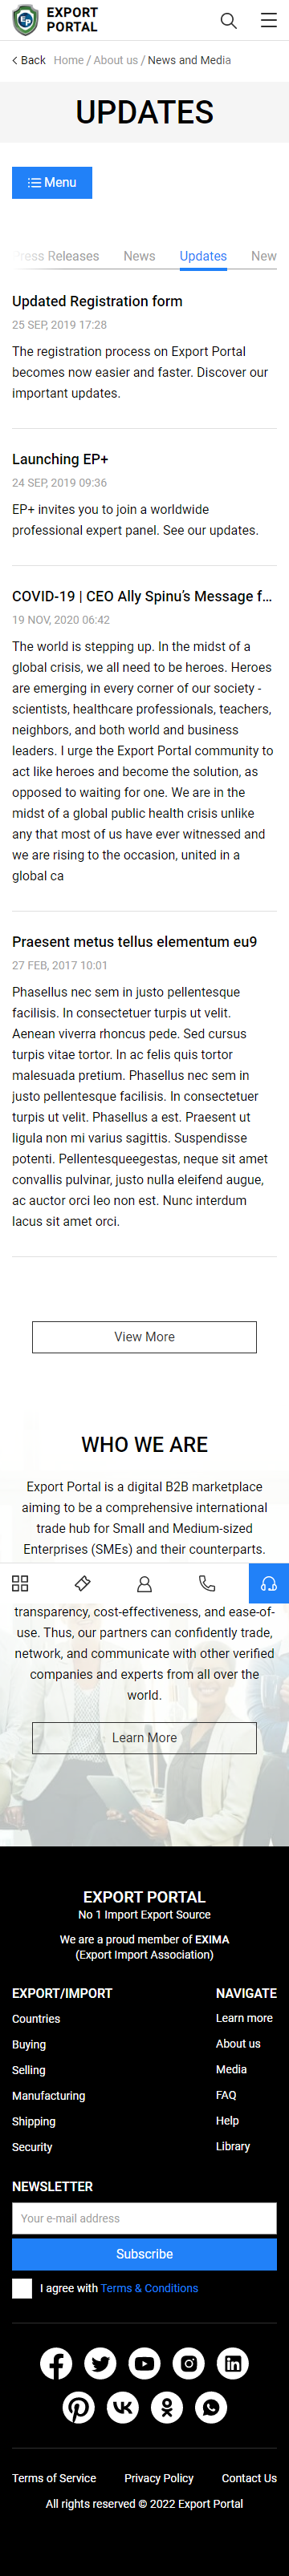 EXPORT
PORTAL
Back Home / About us / News and Media
UPDATES
Menu
Press Releases News Updates New
Updated Registration form
25 SEP, 2019 17:28
The registration process on Export Portal
becomes now easier and faster. Discover our
important updates.
Launching EP+
24 SEP, 2019 09:36
EP+ invites you to join a worldwide
professional expert panel. See our updates.
COVID-19 | CEO Ally Spinu's Message f...
19 NOV, 2020 06:42
The world is stepping up. In the midst of a
global crisis, we all need to be heroes. Heroes
are emerging in every corner of our society -
scientists, healthcare professionals, teachers,
neighbors, and both world and business
leaders. I urge the Export Portal community to
act like heroes and become the solution, as
opposed to waiting for one. We are in the
midst of a global public health crisis unlike
any that most of us have ever witnessed and
we are rising to the occasion, united in a
global ca
Praesent metus tellus elementum eu9
27 FEB, 2017 10:01
Phasellus nec sem in justo pellentesque
facilisis. In consectetuer turpis ut velit.
Aenean viverra rhoncus pede. Sed cursus
turpis vitae tortor. In ac felis quis tortor
malesuada pretium. Phasellus nec sem in
justo pellentesque facilisis. In consectetuer
turpis ut velit. Phasellus a est. Praesent ut
ligula non mi varius sagittis. Suspendisse
potenti. Pellentesqueegestas, neque sit amet
convallis pulvinar, justo nulla eleifend augue,
ac auctor orci leo non est. Nunc interdum
lacus sit amet orci.
View More
WHO WE ARE
Export Portal is a digital B2B marketplace
aiming to be a comprehensive international
trade hub for Small and Medium-sized
Enterprises (SMEs) and their counterparts.
transparency, cost-effectiveness, and ease-of-
use. Thus, our partners can confidently trade,
network, and communicate with other verified
companies and experts from all over the
world.
Learn More
EXPORT PORTAL
No 1 Import Export Source
We are a proud member of EXIMA
(Export Import Association)
EXPORT/IMPORT
Countries
Buying
Selling
Manufacturing
Shipping
Security
NAVIGATE
Learn more
About us
Media
FAQ
Help
Library
NEWSLETTER
Your e-mail address
Subscribe
I agree with Terms & Conditions
Terms of Service Privacy Policy Contact Us
All rights reserved © 2022 Export Portal